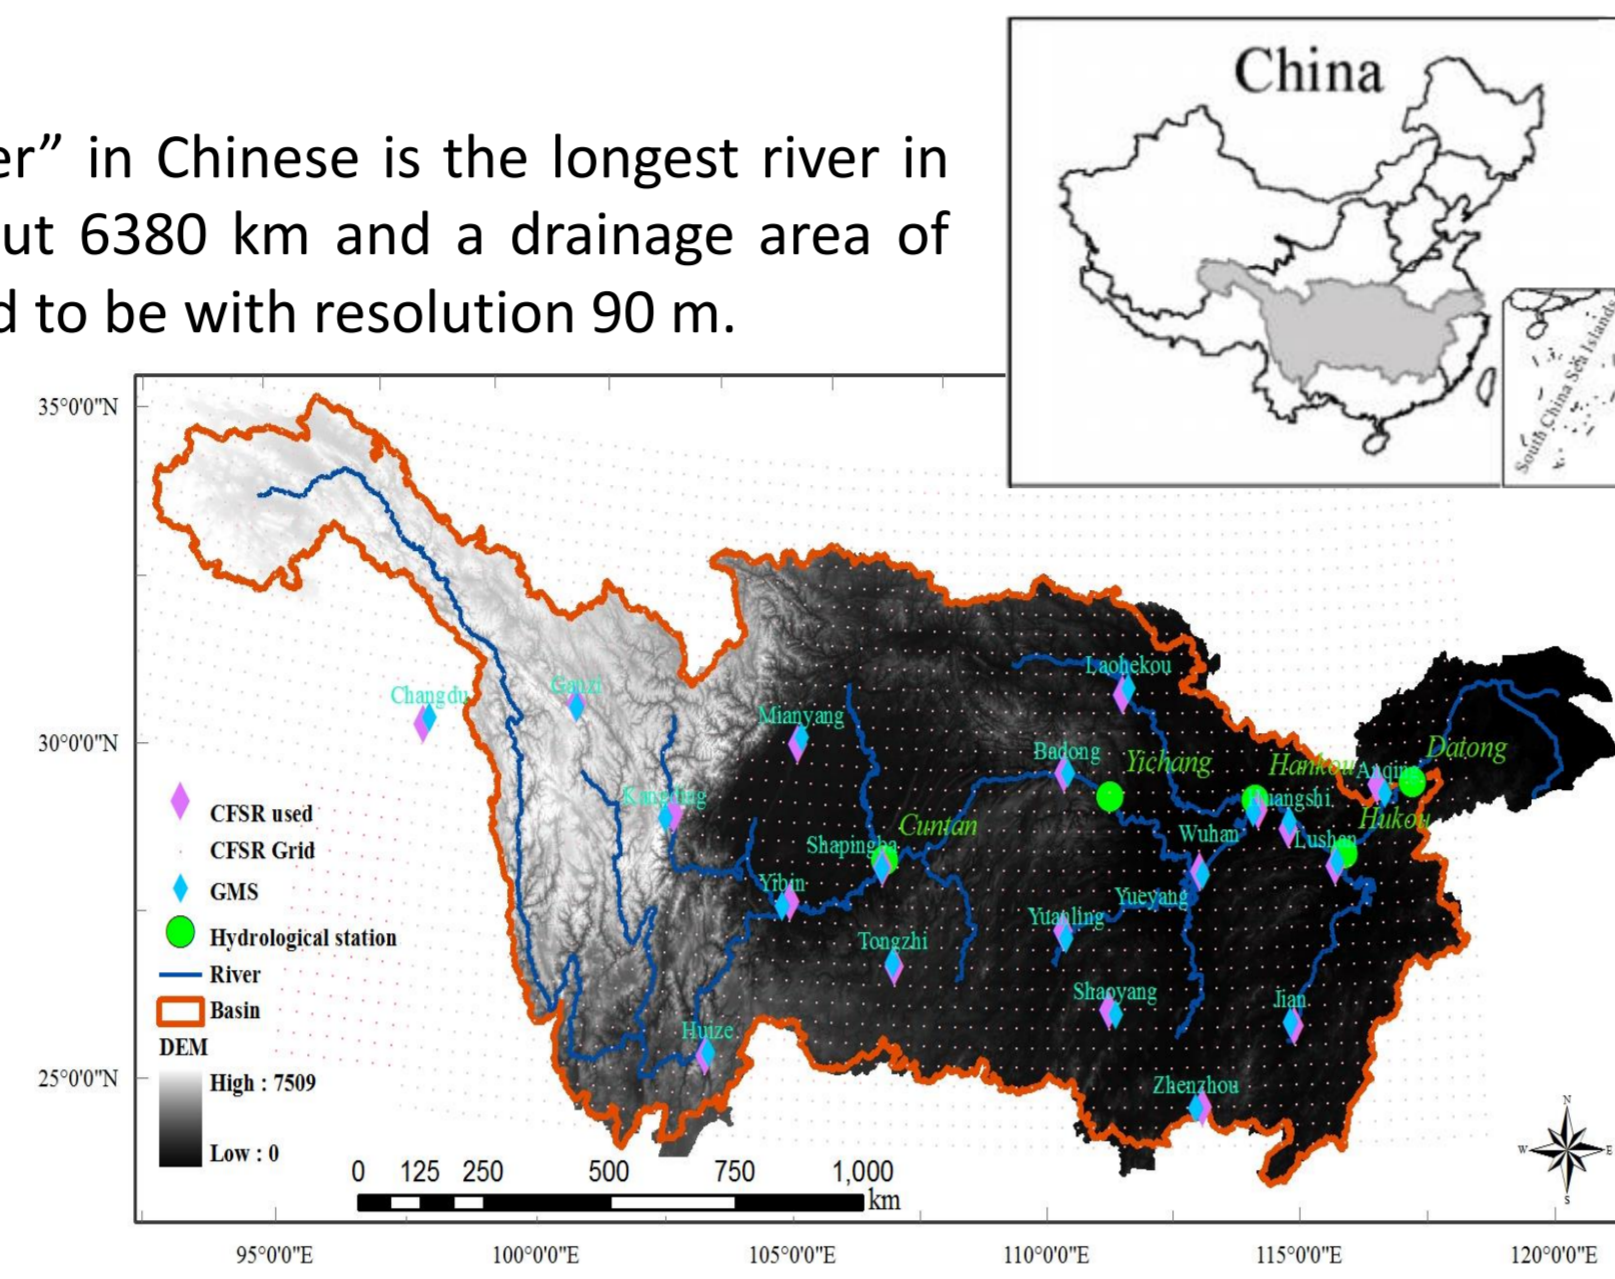 er” in Chinese is the longest river in
ut 6380 km and a drainage area of
d to be with resolution 90 m.
China
South China Sea Islands
35°0'0"N
30°0'0"N
25°0'0"N
Changdu
Ganzi
Mianyang
Kangding
Shapingba
Cuntan
Yibin
Tongzhi
Huize
Laohekou
Badong
Yichang
Hankou
Anqing
Datong
Huangshi
Hukou
Wuhan
Lushan
Yueyang
Yuanling
Shaoyang
Jian
Zhenzhou
CFSR used
CFSR Grid
GMS
Hydrological station
River
Basin
DEM
High : 7509
Low : 0
0 125 250 500 750 1,000
km
N
W E
S
95°0'0"E 100°0'0"E 105°0'0"E 110°0'0"E 115°0'0"E 120°0'0"E